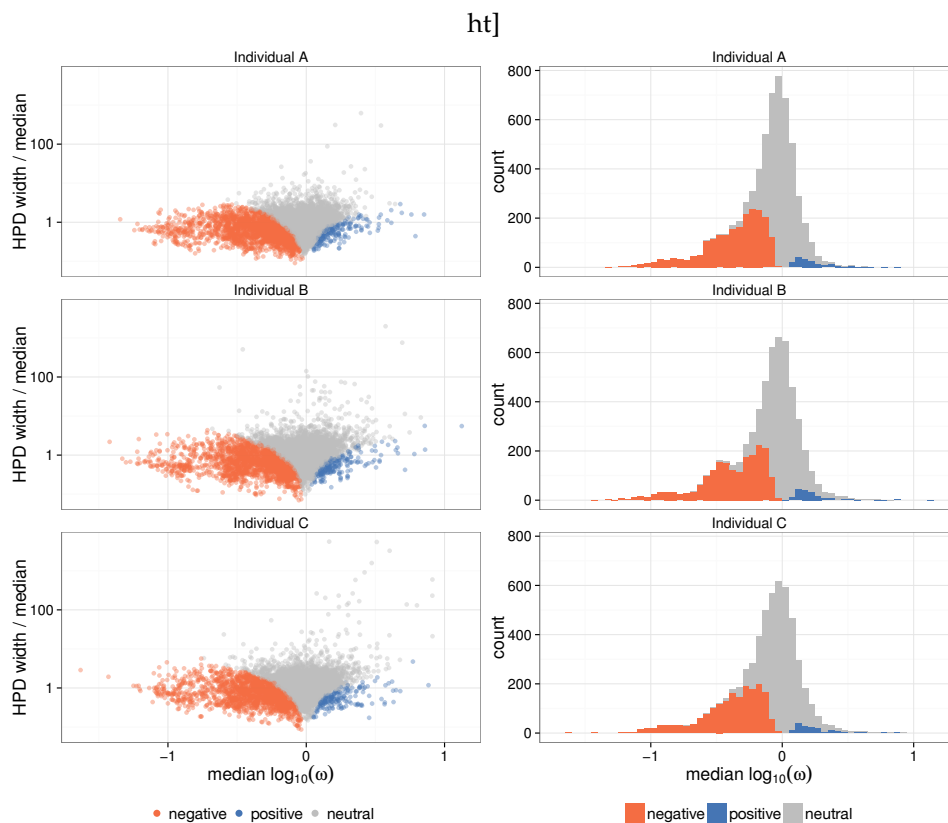 ht]
Individual A
HPD width / median
100
1
Individual B
HPD width / median
100
1
Individual C
HPD width / median
100
1
−1 0 1
median log10(ω)
negative positive neutral
Individual A
count
800
600
400
200
0
Individual B
count
800
600
400
200
0
Individual C
count
800
600
400
200
0
−1 0 1
median log10(ω)
negative positive neutral